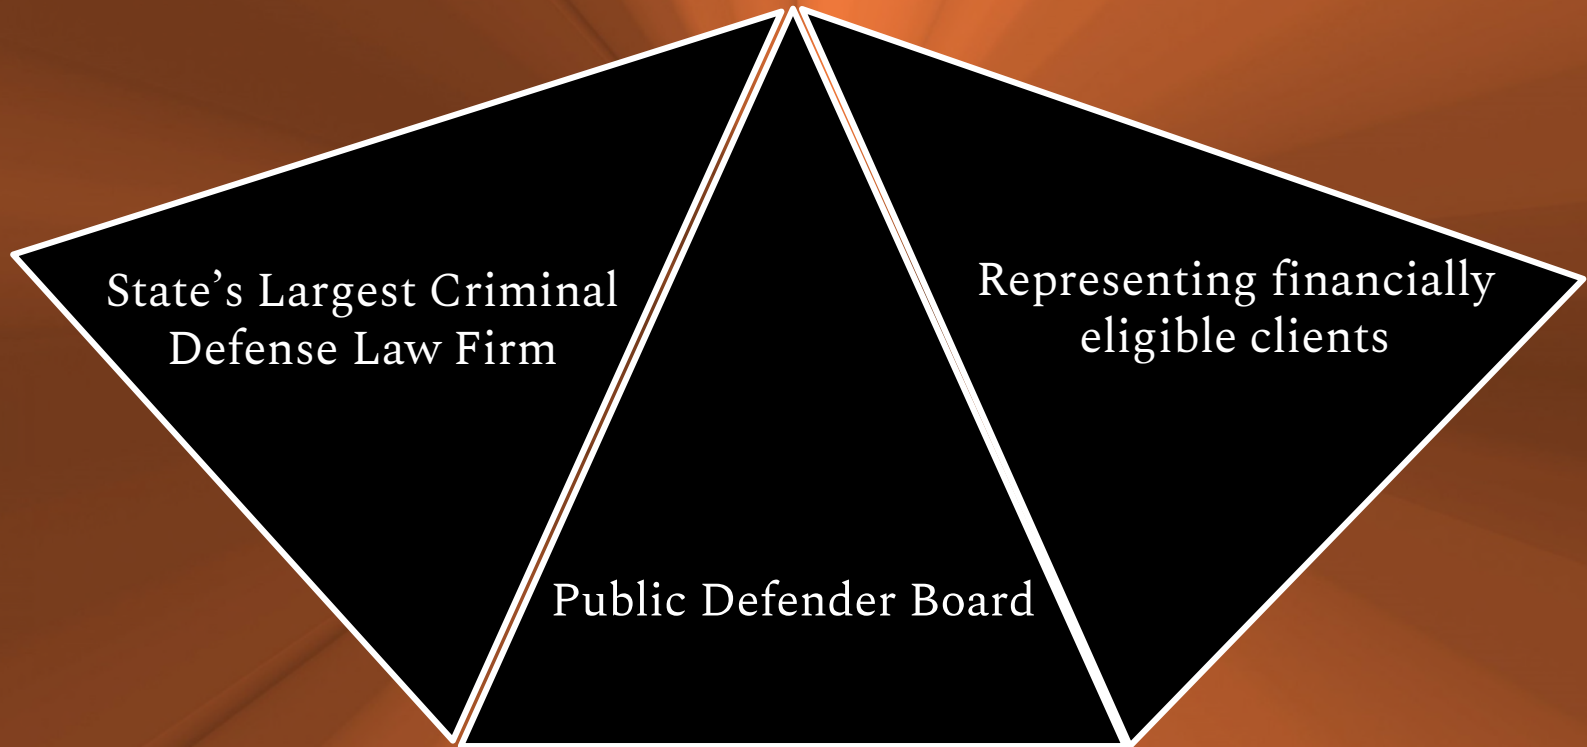 State’s Largest Criminal
Defense Law Firm
Representing financially
eligible clients
Public Defender Board